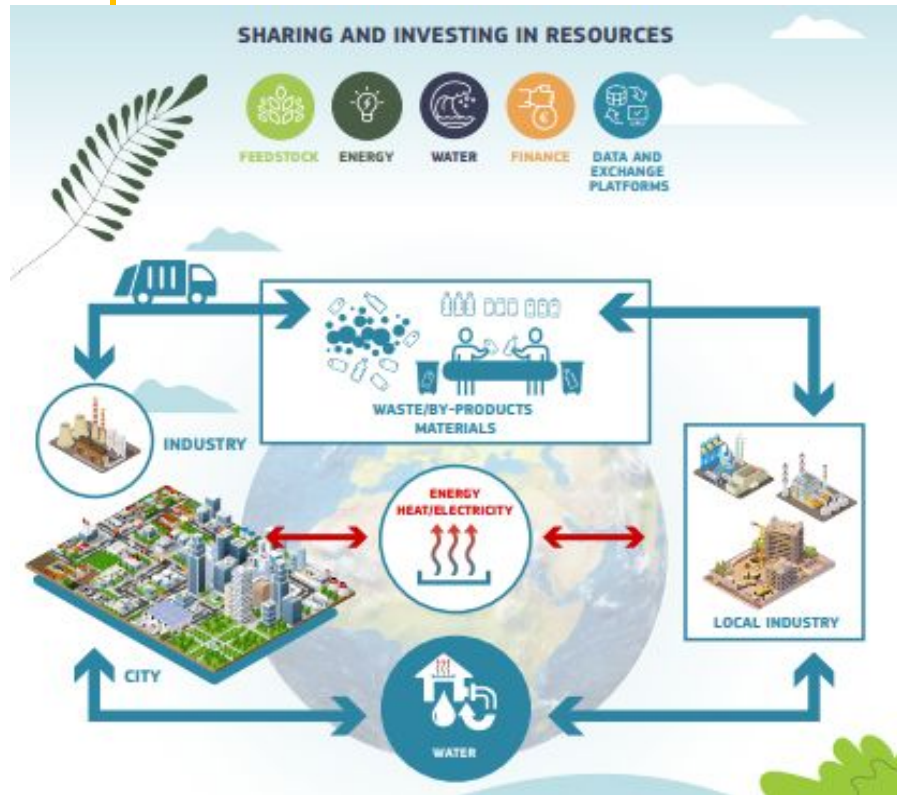 SHARING AND INVESTING IN RESOURCES
FEEDSTOCK
ENERGY
WATER
FINANCE
DATA AND
EXCHANGE
PLATFORMS
WASTE/BY-PRODUCTS
MATERIALS
INDUSTRY
ENERGY
HEAT/ELECTRICITY
LOCAL INDUSTRY
CITY
WATER